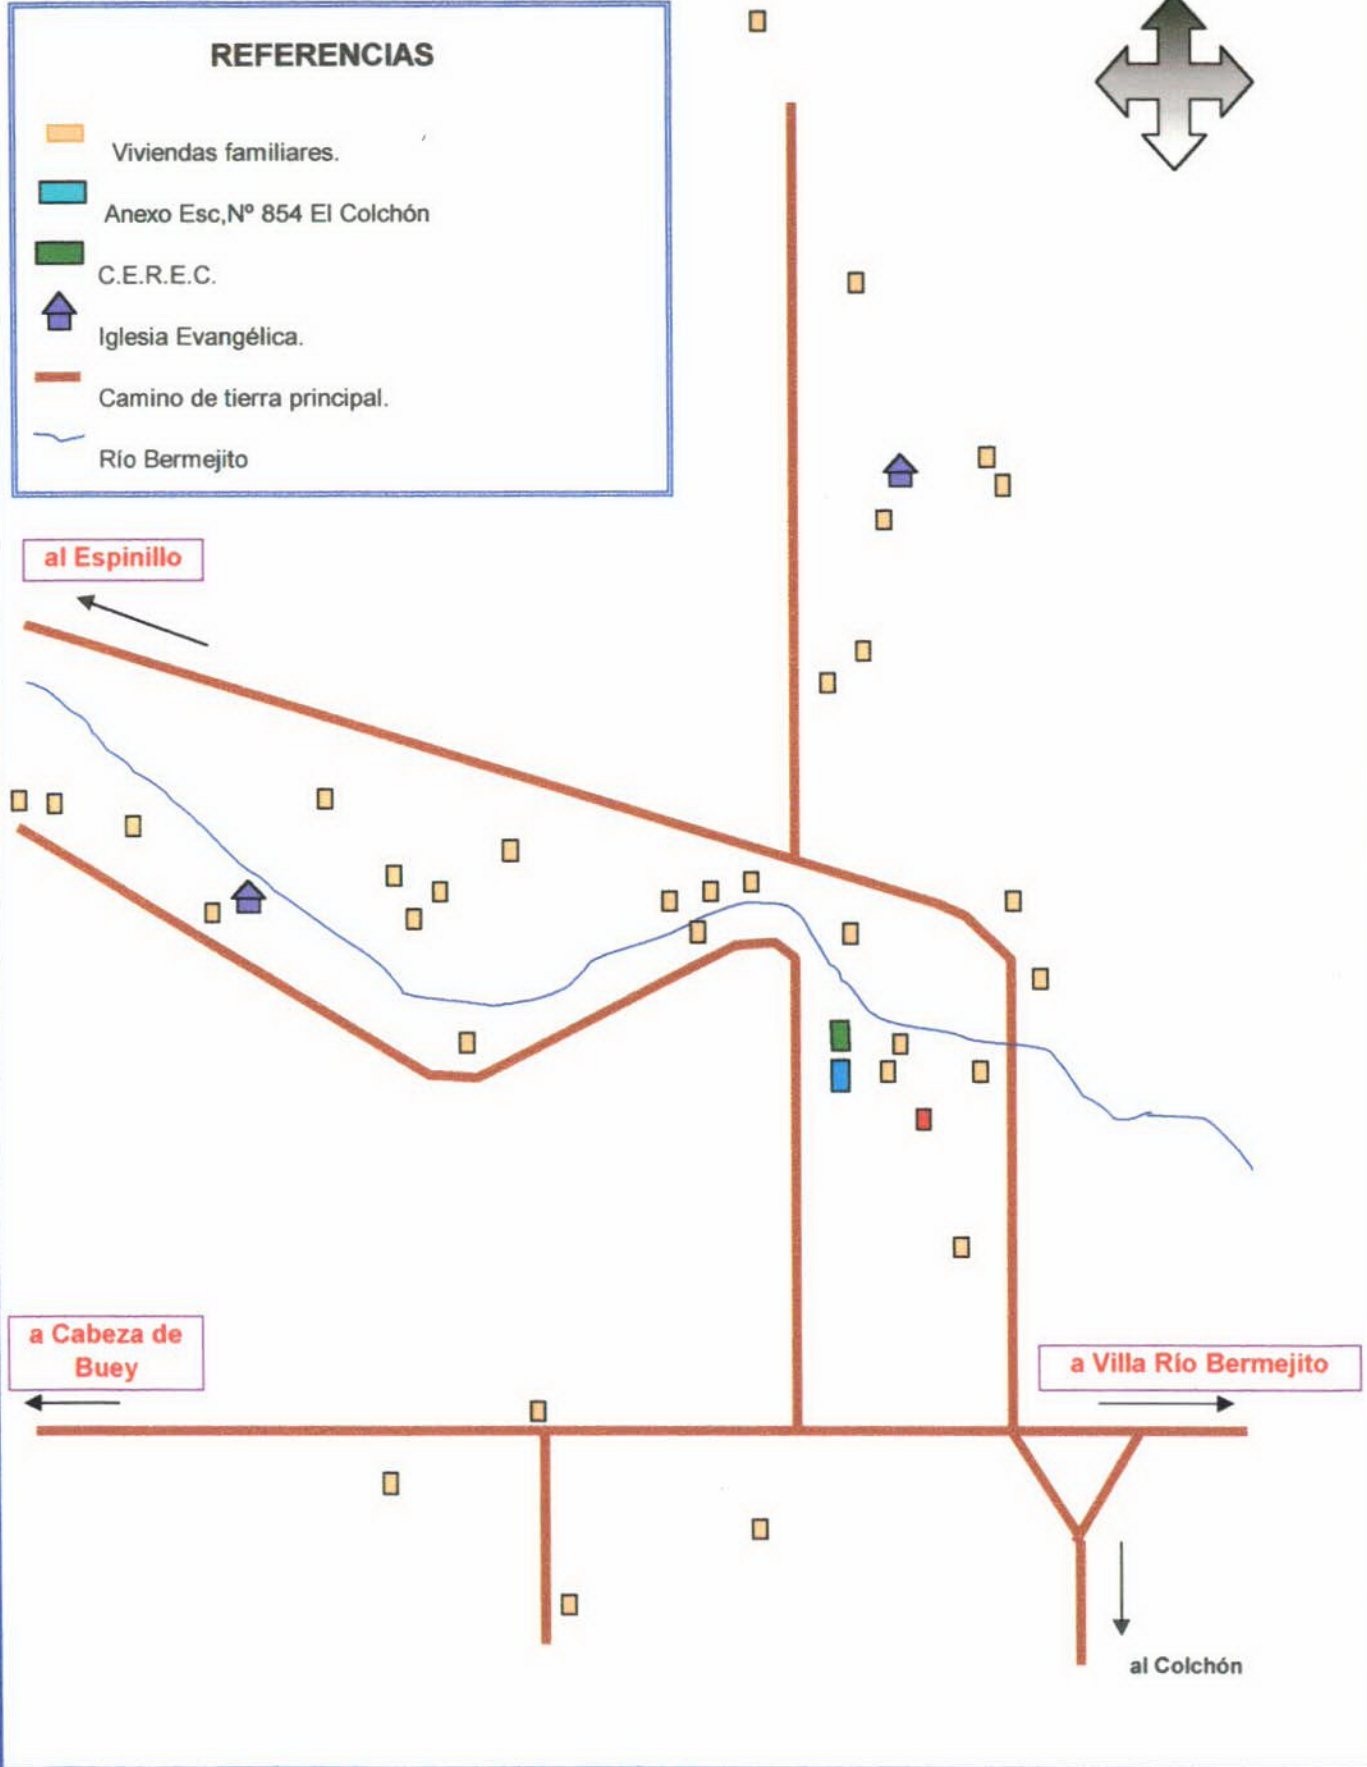 REFERENCIAS
Viviendas familiares.
Anexo Esc,Nº 854 El Colchón
C.E.R.E.C.
Iglesia Evangélica.
Camino de tierra principal.
Río Bermejito
al Espinillo
a Cabeza de
Buey
a Villa Río Bermejito
al Colchón